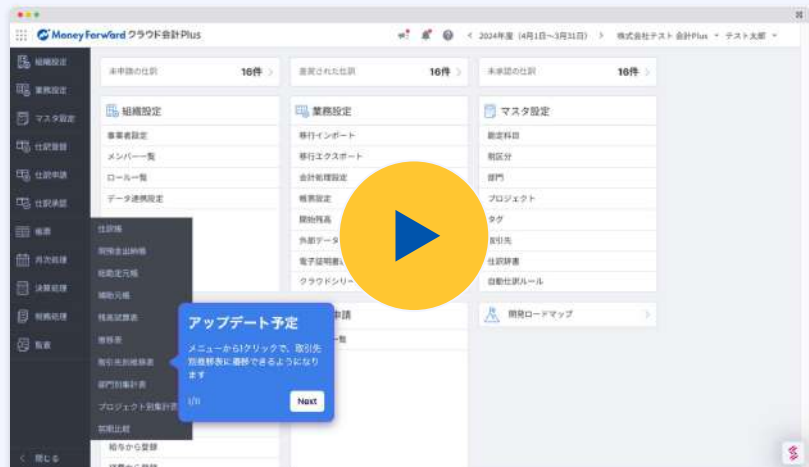 Money Forward クラウド会計Plus
2024年度（4月1日〜3月31日）
株式会社テスト 会計Plus
テスト太郎
組織設定
業務設定
マスタ設定
仕訳登録
仕訳申請
仕訳承認
帳票
月次処理
決算処理
税務処理
監査
閉じる
未申請の仕訳 16件
差戻された仕訳 16件
未承認の仕訳 16件
組織設定
事業者設定
メンバー一覧
ロール一覧
データ連携設定
業務設定
移行インポート
移行エクスポート
会計処理設定
帳票設定
開始残高
外部データ
電子証明書
クラウドシリー
マスタ設定
勘定科目
税区分
部門
プロジェクト
タグ
取引先
仕訳辞書
自動仕訳ルール
開発ロードマップ
仕訳帳
現預金出納帳
総勘定元帳
補助元帳
残高試算表
推移表
取引先別推移表
部門別集計表
プロジェクト別集計表
前期比較
アップデート予定
メニューから1クリックで、取引先
別推移表に遷移できるようになり
ます
1/11
Next
申請
給与から登録